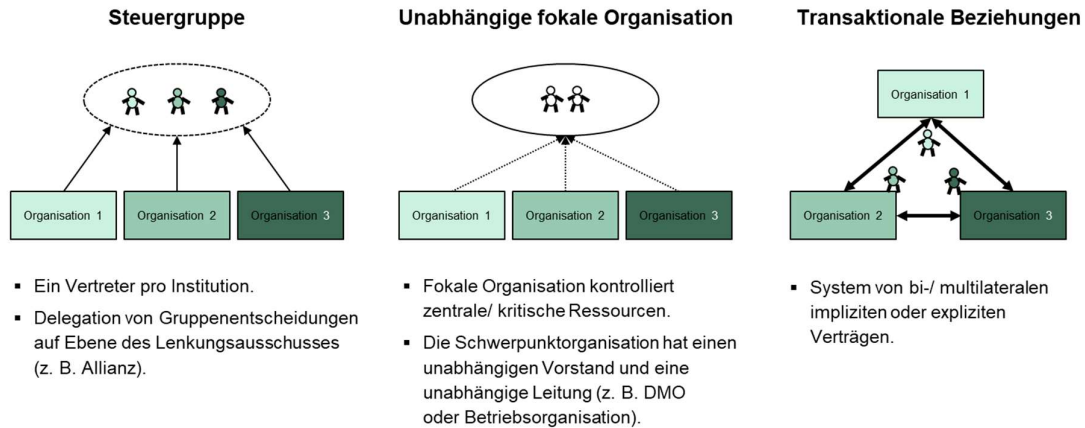 Steuergruppe
Organisation 1
Organisation 2
Organisation 3
▪ Ein Vertreter pro Institution.
▪ Delegation von Gruppenentscheidungen
auf Ebene des Lenkungsausschusses
(z. B. Allianz).
Unabhängige fokale Organisation
Organisation 1
Organisation 2
Organisation 3
▪ Fokale Organisation kontrolliert
zentrale/ kritische Ressourcen.
▪ Die Schwerpunktorganisation hat einen
unabhängigen Vorstand und eine
unabhängige Leitung (z. B. DMO
oder Betriebsorganisation).
Transaktionale Beziehungen
Organisation 1
Organisation 2
Organisation 3
▪ System von bi-/ multilateralen
impliziten oder expliziten
Verträgen.